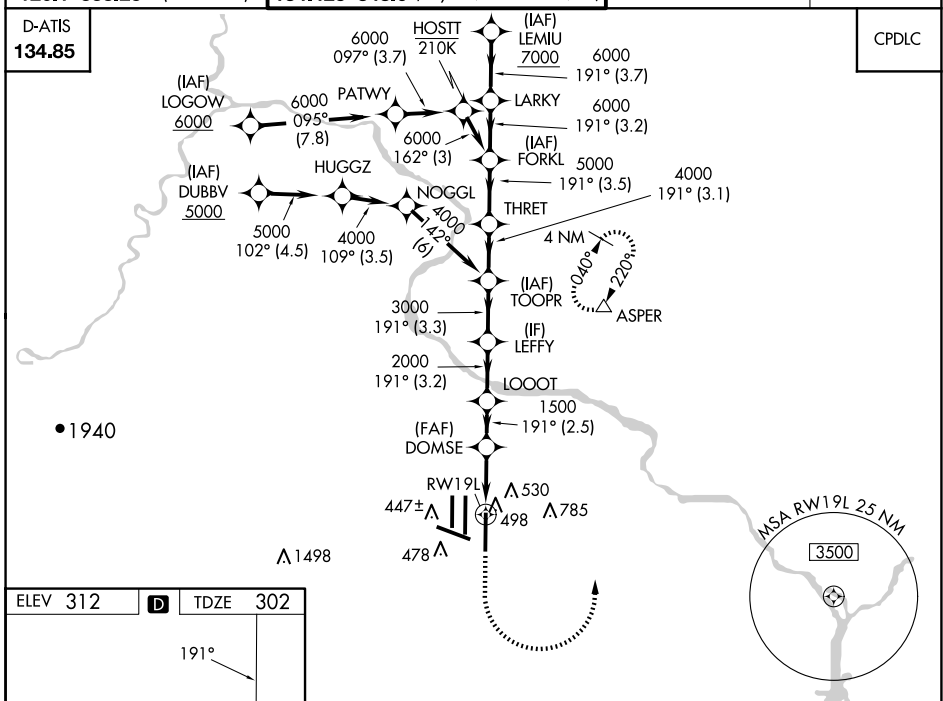 D-ATIS
134.85
CPDLC
HOSTT
210K
(IAF)
LEMIU
7000
6000
097° (3.7)
6000
191° (3.7)
(IAF)
LOGOW
6000
6000
095°
(7.8)
PATWY
LARKY
6000
191° (3.2)
6000
162° (3)
(IAF)
FORKL
5000
191° (3.5)
4000
191° (3.1)
(IAF)
DUBBV
5000
HUGGZ
NOGGL
THRET
5000
102° (4.5)
4000
109° (3.5)
4000
142°
(6)
4 NM
040°
220°
ASPER
(IAF)
TOOPR
3000
191° (3.3)
(IF)
LEFFY
2000
191° (3.2)
LOOOT
1500
191° (2.5)
1940
(FAF)
DOMSE
RW19L
530
447±
498
785
1498
478
MSA RW19L 25 NM
3500
ELEV 312 D TDZE 302
191°